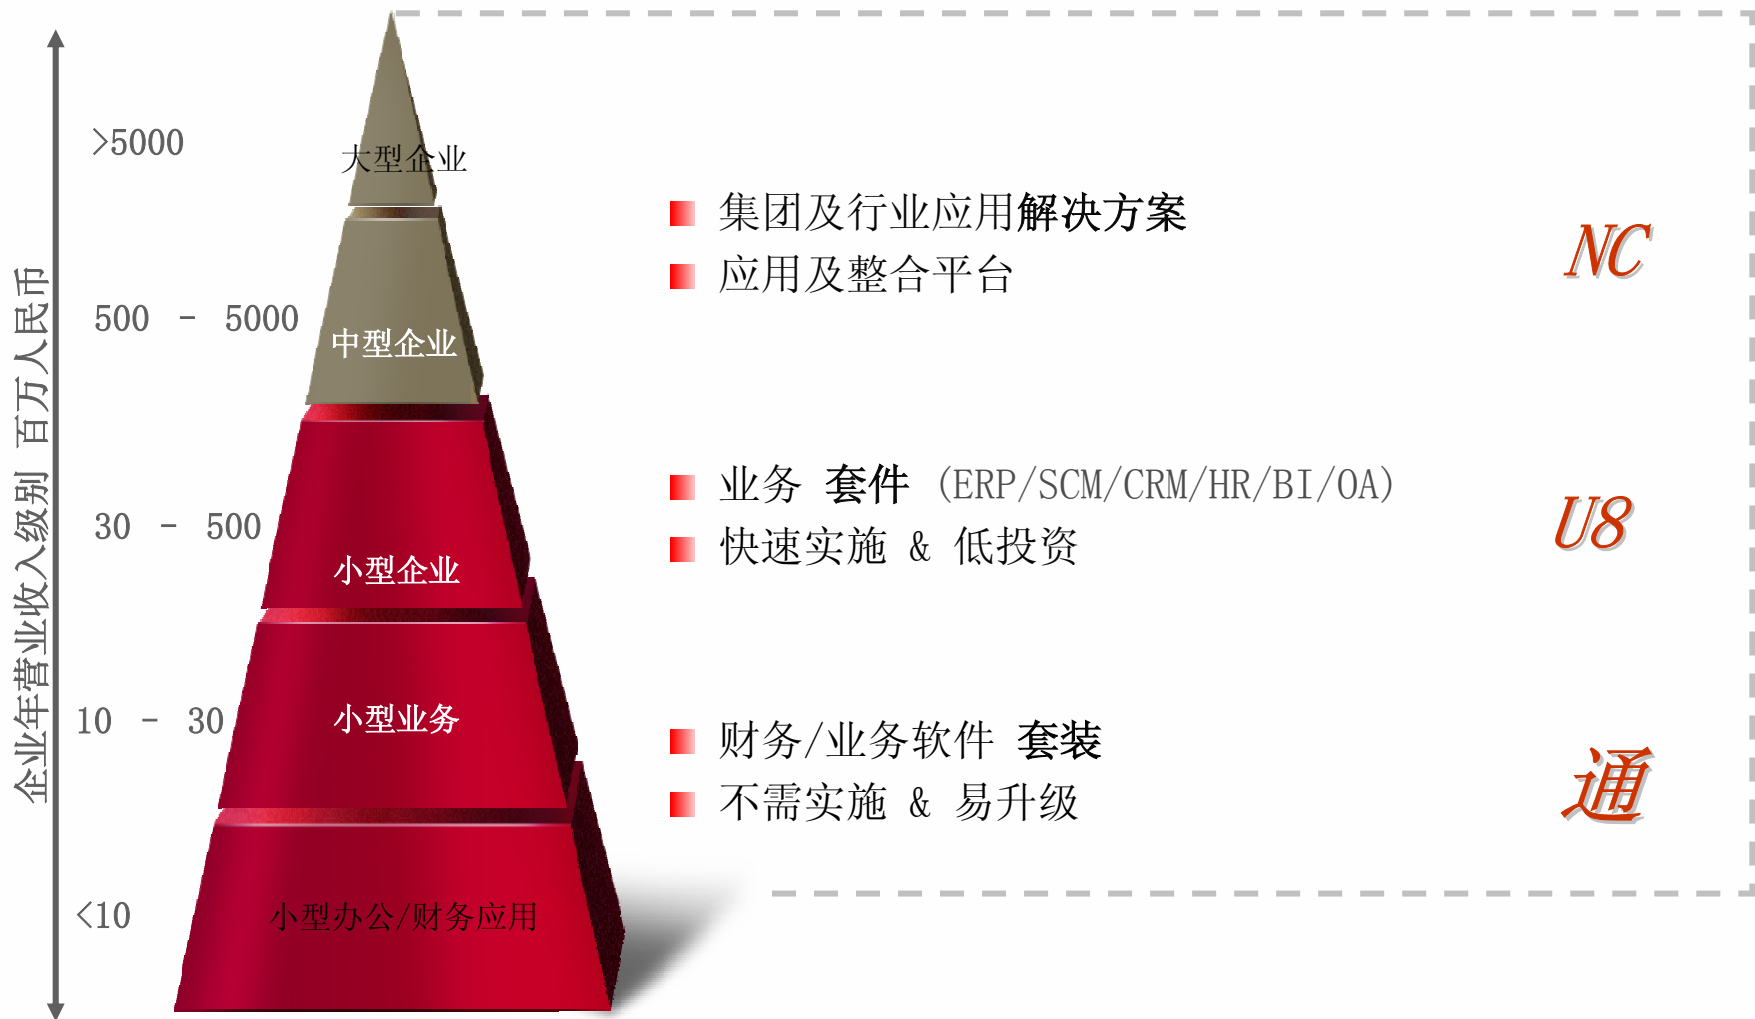 企业年营业收入级别 百万人民币
>5000
大型企业
500 - 5000
中型企业
30 - 500
小型企业
10 - 30
小型业务
<10
小型办公/财务应用
集团及行业应用解决方案
应用及整合平台
NC
业务 套件 (ERP/SCM/CRM/HR/BI/OA)
快速实施 & 低投资
U8
财务/业务软件 套装
不需实施 & 易升级
通